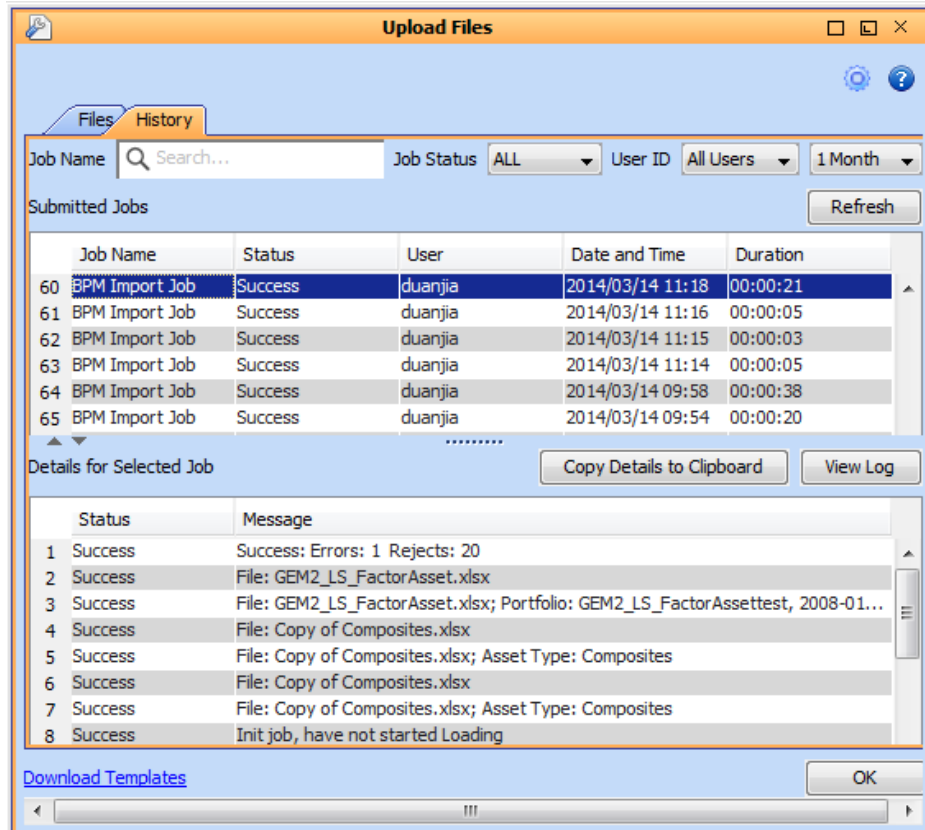 Upload Files
Files History
Job Name Search... Job Status ALL User ID All Users 1 Month
Submitted Jobs Refresh
Job Name Status User Date and Time Duration
60 BPM Import Job Success duanjia 2014/03/14 11:18 00:00:21
61 BPM Import Job Success duanjia 2014/03/14 11:16 00:00:05
62 BPM Import Job Success duanjia 2014/03/14 11:15 00:00:03
63 BPM Import Job Success duanjia 2014/03/14 11:14 00:00:05
64 BPM Import Job Success duanjia 2014/03/14 09:58 00:00:38
65 BPM Import Job Success duanjia 2014/03/14 09:54 00:00:20
Details for Selected Job Copy Details to Clipboard View Log
Status Message
1 Success Success: Errors: 1 Rejects: 20
2 Success File: GEM2_LS_FactorAsset.xlsx
3 Success File: GEM2_LS_FactorAsset.xlsx; Portfolio: GEM2_LS_FactorAssettest, 2008-01...
4 Success File: Copy of Composites.xlsx
5 Success File: Copy of Composites.xlsx; Asset Type: Composites
6 Success File: Copy of Composites.xlsx
7 Success File: Copy of Composites.xlsx; Asset Type: Composites
8 Success Init job, have not started Loading
Download Templates OK